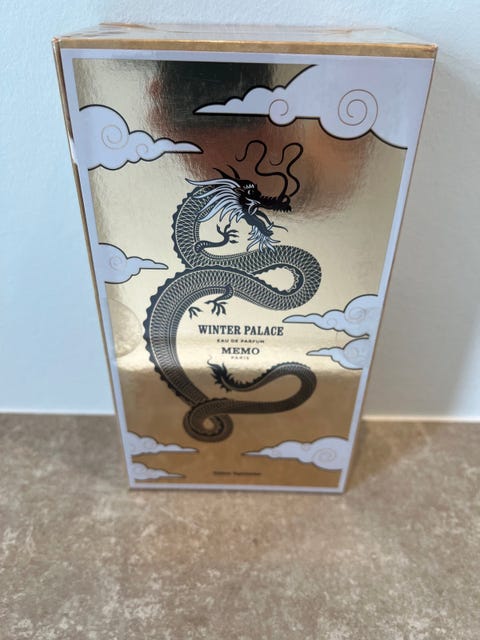 WINTER PALACE
EAU DE PARFUM
MEMO
PARIS